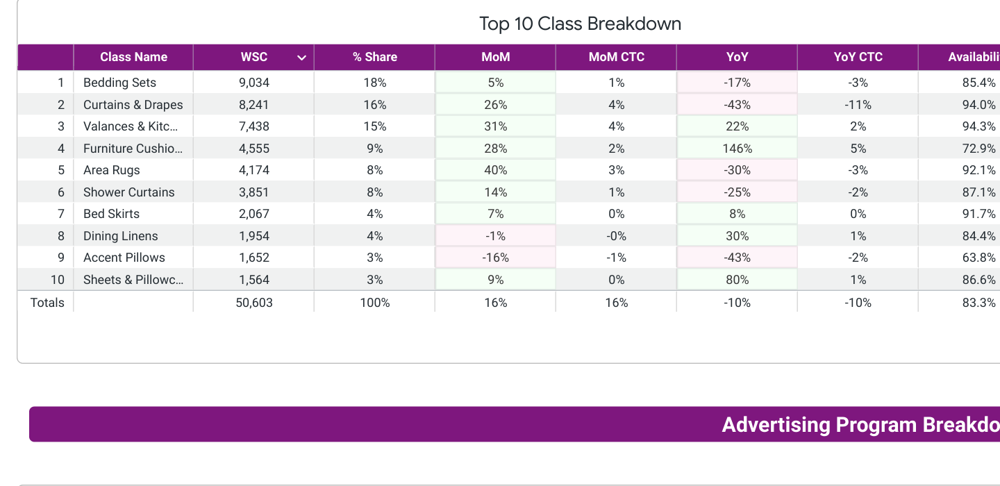 Top 10 Class Breakdown
Class Name WSC % Share MoM MoM CTC YoY YoY CTC Availabili
1 Bedding Sets 9,034 18% 5% 1% -17% -3% 85.4%
2 Curtains & Drapes 8,241 16% 26% 4% -43% -11% 94.0%
3 Valances & Kitc... 7,438 15% 31% 4% 22% 2% 94.3%
4 Furniture Cushio... 4,555 9% 28% 2% 146% 5% 72.9%
5 Area Rugs 4,174 8% 40% 3% -30% -3% 92.1%
6 Shower Curtains 3,851 8% 14% 1% -25% -2% 87.1%
7 Bed Skirts 2,067 4% 7% 0% 8% 0% 91.7%
8 Dining Linens 1,954 4% -1% -0% 30% 1% 84.4%
9 Accent Pillows 1,652 3% -16% -1% -43% -2% 63.8%
10 Sheets & Pillowc... 1,564 3% 9% 0% 80% 1% 86.6%
Totals 50,603 100% 16% 16% -10% -10% 83.3%
Advertising Program Breakdo